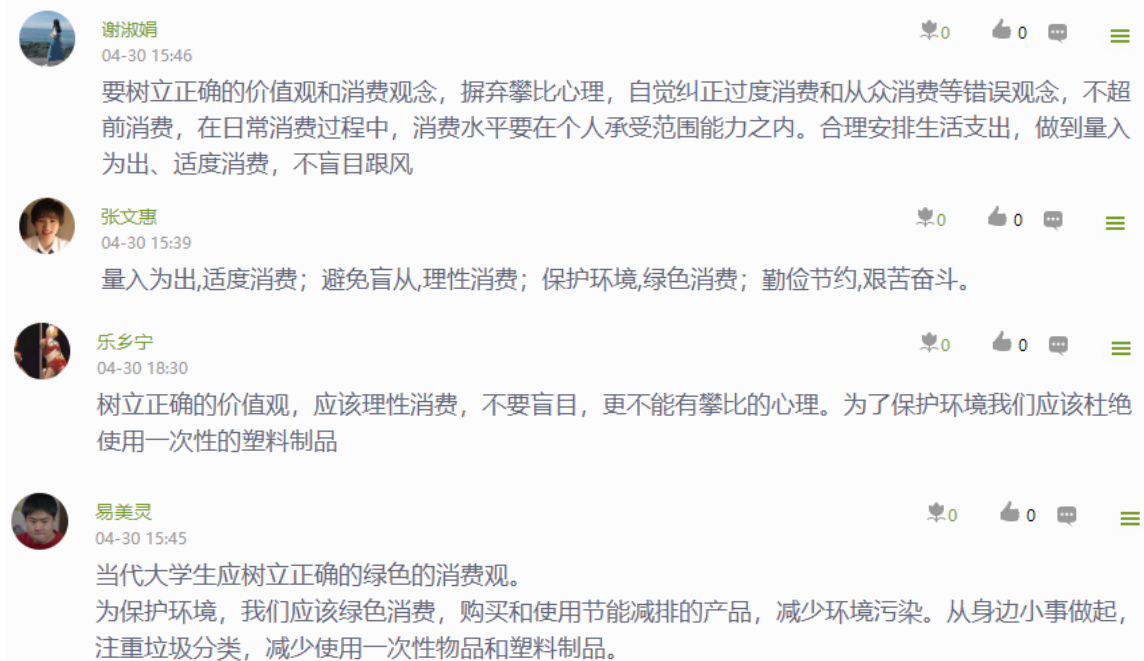 谢淑娟 0 0
04-30 15:46
要树立正确的价值观和消费观念，摒弃攀比心理，自觉纠正过度消费和从众消费等错误观念，不超
前消费，在日常消费过程中，消费水平要在个人承受范围能力之内。合理安排生活支出，做到量入
为出、适度消费，不盲目跟风
张文惠 0 0
04-30 15:39
量入为出,适度消费；避免盲从,理性消费；保护环境,绿色消费；勤俭节约,艰苦奋斗。
乐乡宁 0 0
04-30 18:30
树立正确的价值观，应该理性消费，不要盲目，更不能有攀比的心理。为了保护环境我们应该杜绝
使用一次性的塑料制品
易美灵 0 0
04-30 15:45
当代大学生应树立正确的绿色的消费观。
为保护环境，我们应该绿色消费，购买和使用节能减排的产品，减少环境污染。从身边小事做起，
注重垃圾分类，减少使用一次性物品和塑料制品。